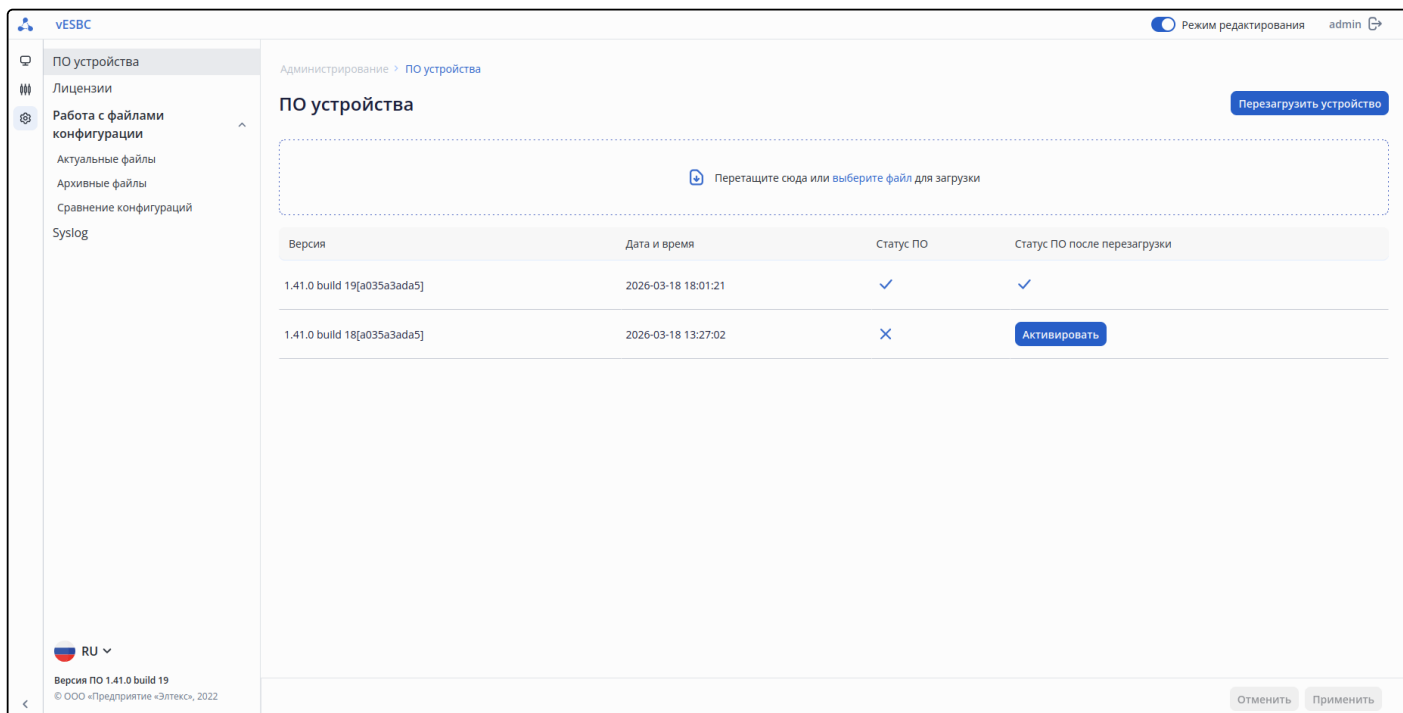 vESBC
Режим редактирования
admin
ПО устройства
Лицензии
Работа с файлами
конфигурации
Актуальные файлы
Архивные файлы
Сравнение конфигураций
Syslog
RU
Версия ПО 1.41.0 build 19
© ООО «Предприятие «Элтекс», 2022
Администрирование > ПО устройства
ПО устройства
Перезагрузить устройство
Перетащите сюда или выберите файл для загрузки
Версия Дата и время Статус ПО Статус ПО после перезагрузки
1.41.0 build 19[a035a3ada5] 2026-03-18 18:01:21
1.41.0 build 18[a035a3ada5] 2026-03-18 13:27:02 Активировать
Отменить Применить